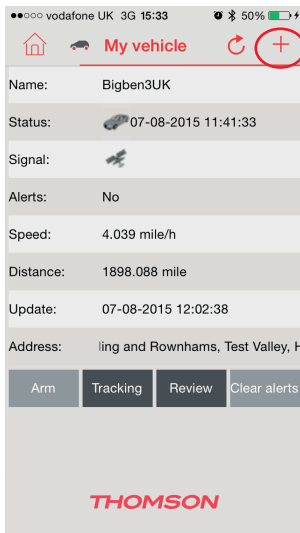 vodafone UK 3G 15:33 50%
My vehicle
Name: Bigben3UK
Status: 07-08-2015 11:41:33
Signal:
Alerts: No
Speed: 4.039 mile/h
Distance: 1898.088 mile
Update: 07-08-2015 12:02:38
Address: ling and Rownhams, Test Valley, H
Arm Tracking Review Clear alerts
THOMSON